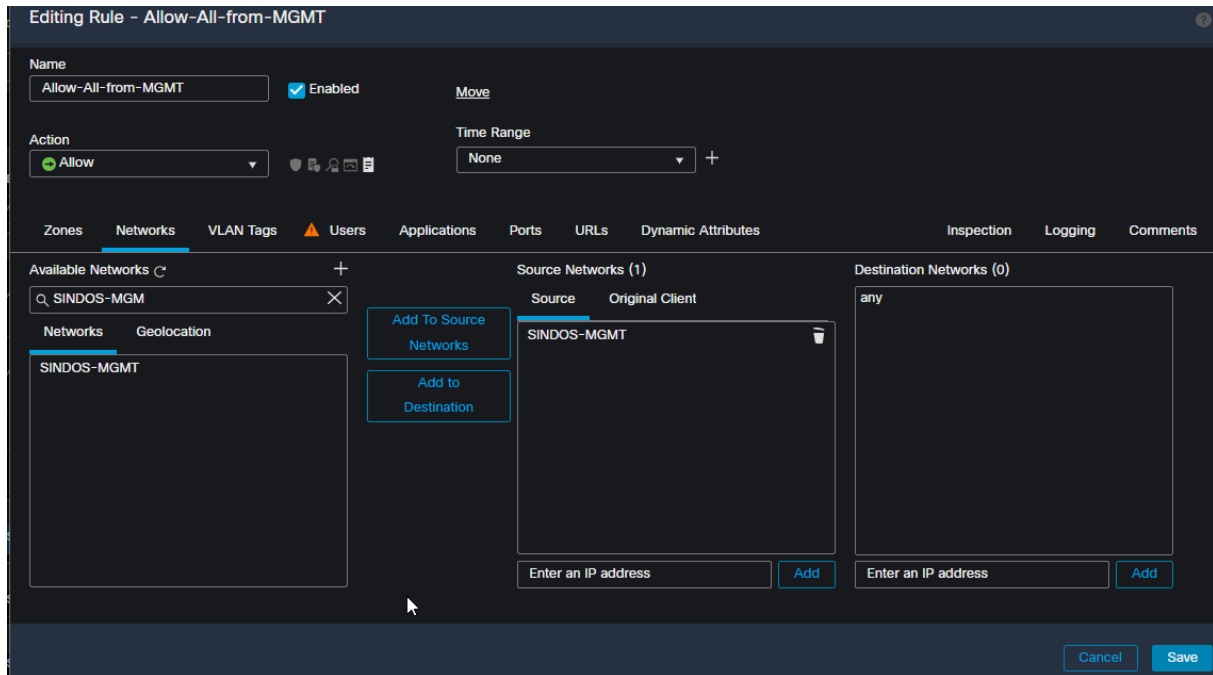 Editing Rule - Allow-All-from-MGMT
Name
Allow-All-from-MGMT
Enabled
Move
Action
Allow
Time Range
None
Zones Networks VLAN Tags Users Applications Ports URLs Dynamic Attributes Inspection Logging Comments
Available Networks
SINDOS-MGM
Networks Geolocation
SINDOS-MGMT
Add To Source
Networks
Add to
Destination
Source Networks (1)
Source Original Client
SINDOS-MGMT
Enter an IP address Add
Destination Networks (0)
any
Enter an IP address Add
Cancel Save